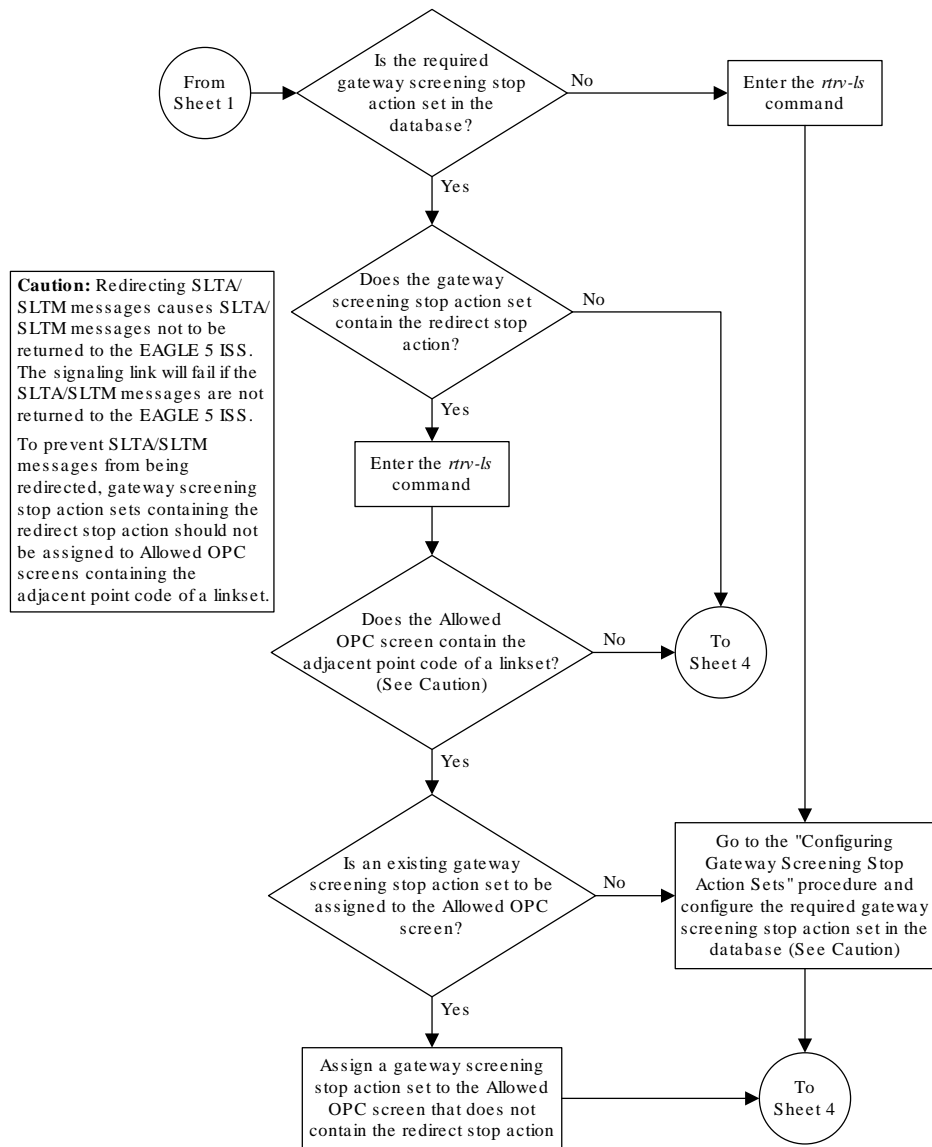 From
Sheet 1
Is the required
gateway screening stop
action set in the
database?
No
Enter the rtrv-ls
command
Yes
Does the gateway
screening stop action set
contain the redirect stop
action?
No
Caution: Redirecting SLTA/
SLTM messages causes SLTA/
SLTM messages not to be
returned to the EAGLE 5 ISS.
The signaling link will fail if the
SLTA/SLTM messages are not
returned to the EAGLE 5 ISS.
To prevent SLTA/SLTM
messages from being
redirected, gateway screening
stop action sets containing the
redirect stop action should not
be assigned to Allowed OPC
screens containing the
adjacent point code of a linkset.
Yes
Enter the rtrv-ls
command
Does the Allowed
OPC screen contain the
adjacent point code of a linkset?
(See Caution)
No
To
Sheet 4
Yes
Is an existing gateway
screening stop action set to be
assigned to the Allowed OPC
screen?
No
Go to the "Configuring
Gateway Screening Stop
Action Sets" procedure and
configure the required gateway
screening stop action set in the
database (See Caution)
Yes
Assign a gateway screening
stop action set to the Allowed
OPC screen that does not
contain the redirect stop action
To
Sheet 4